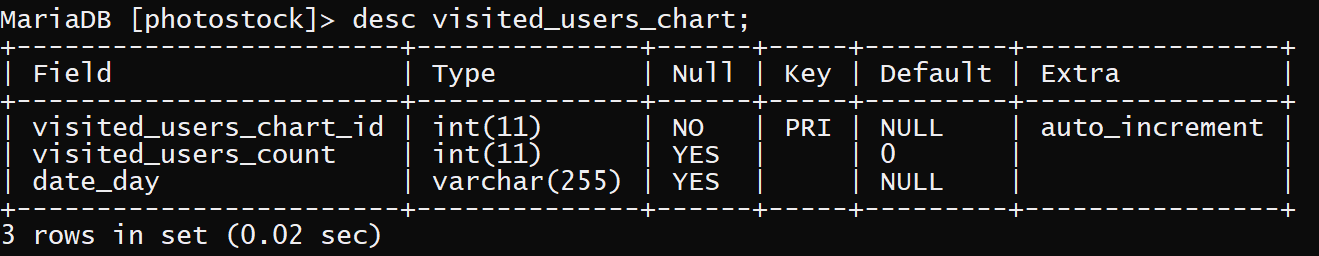 MariaDB [photostock]> desc visited_users_chart;
+------------------------+--------------+------+-----+---------+----------------+
| Field                  | Type         | Null | Key | Default | Extra          |
+------------------------+--------------+------+-----+---------+----------------+
| visited_users_chart_id | int(11)      | NO   | PRI | NULL    | auto_increment |
| visited_users_count    | int(11)      | YES  |     | 0       |                |
| date_day               | varchar(255) | YES  |     | NULL    |                |
+------------------------+--------------+------+-----+---------+----------------+
3 rows in set (0.02 sec)